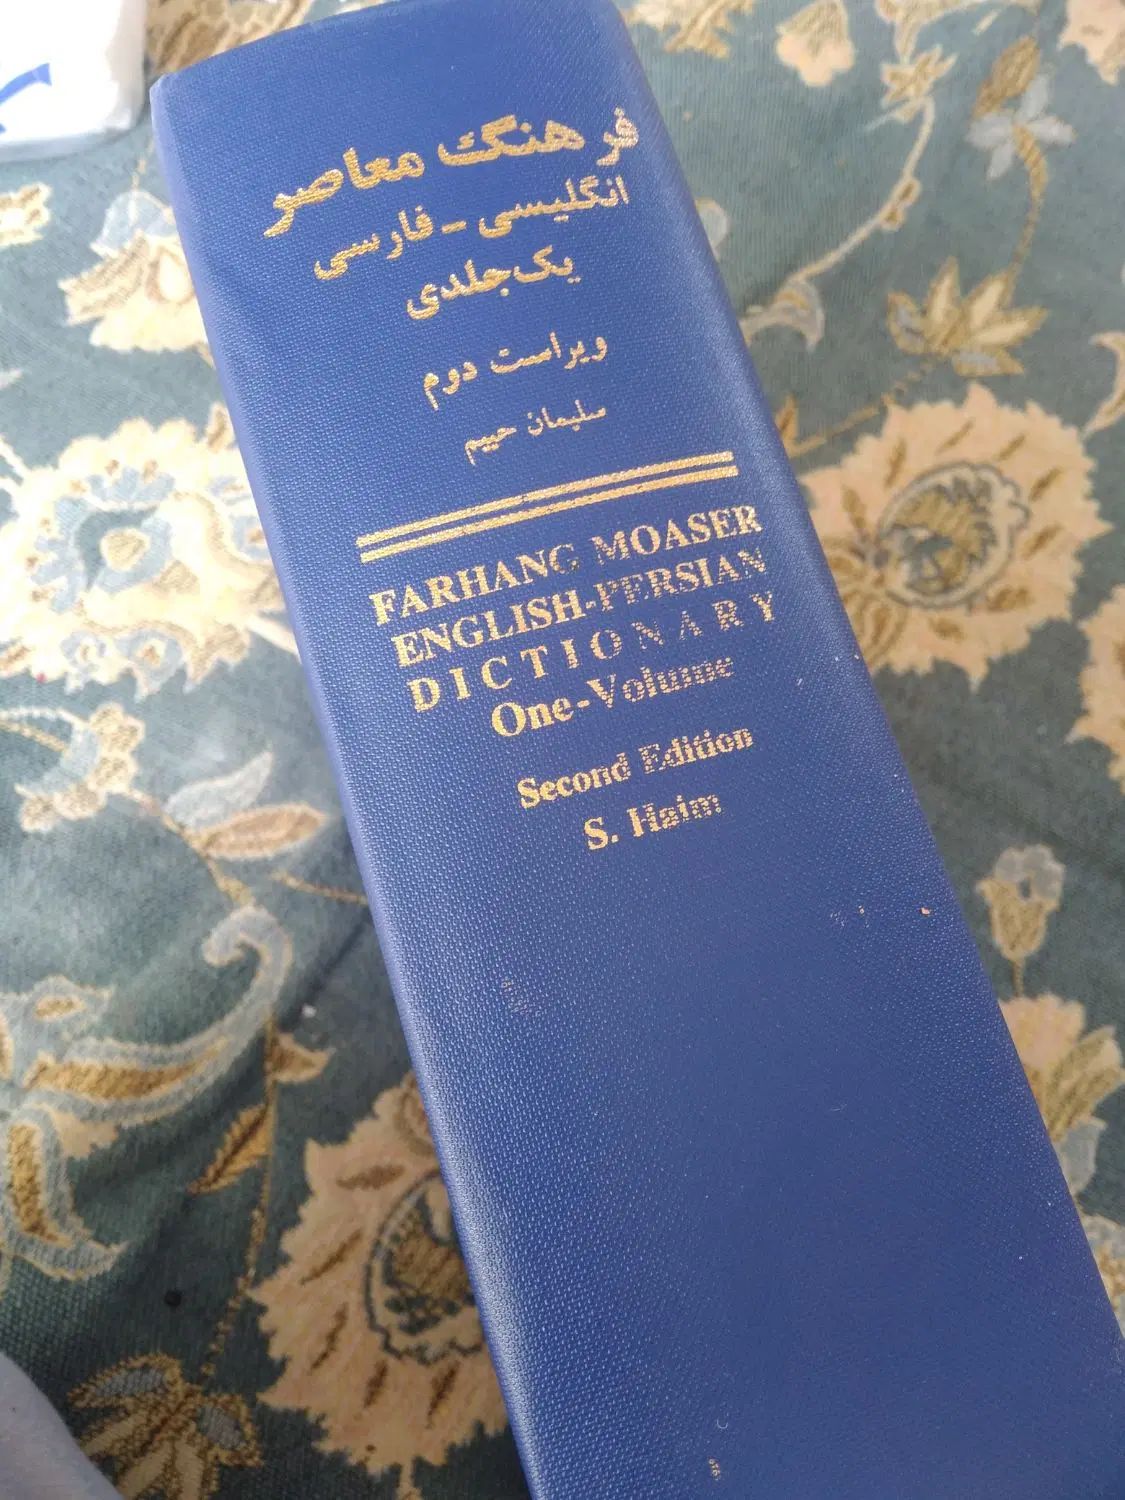 فرهنگ معاصر
انگلیسی - فارسی
یک‌جلدی
ویراست دوم
سلیمان حییم
FARHANG MOASER
ENGLISH-PERSIAN
DICTIONARY
One-Volume
Second Edition
S. Haim